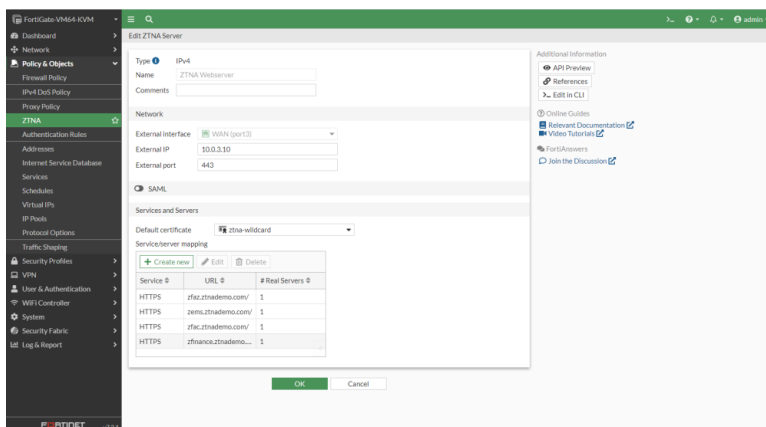 FortiGate-VM64-KVM
admin
Dashboard
Network
Policy & Objects
Firewall Policy
IPv4 DoS Policy
Proxy Policy
ZTNA
Authentication Rules
Addresses
Internet Service Database
Services
Schedules
Virtual IPs
IP Pools
Protocol Options
Traffic Shaping
Security Profiles
VPN
User & Authentication
WiFi Controller
System
Security Fabric
Log & Report
FORTINET
Edit ZTNA Server
Type IPv4
Name ZTNA Webserver
Comments
Network
External interface WAN (port3)
External IP 10.0.3.10
External port 443
SAML
Services and Servers
Default certificate ztna-wildcard
Service/server mapping
+ Create new Edit Delete
Service URL # Real Servers
HTTPS zfaz.ztnademo.com/ 1
HTTPS zems.ztnademo.com/ 1
HTTPS zfac.ztnademo.com/ 1
HTTPS zfinance.ztnademo.... 1
OK Cancel
Additional Information
API Preview
References
>_ Edit in CLI
Online Guides
Relevant Documentation
Video Tutorials
FortiAnswers
Join the Discussion